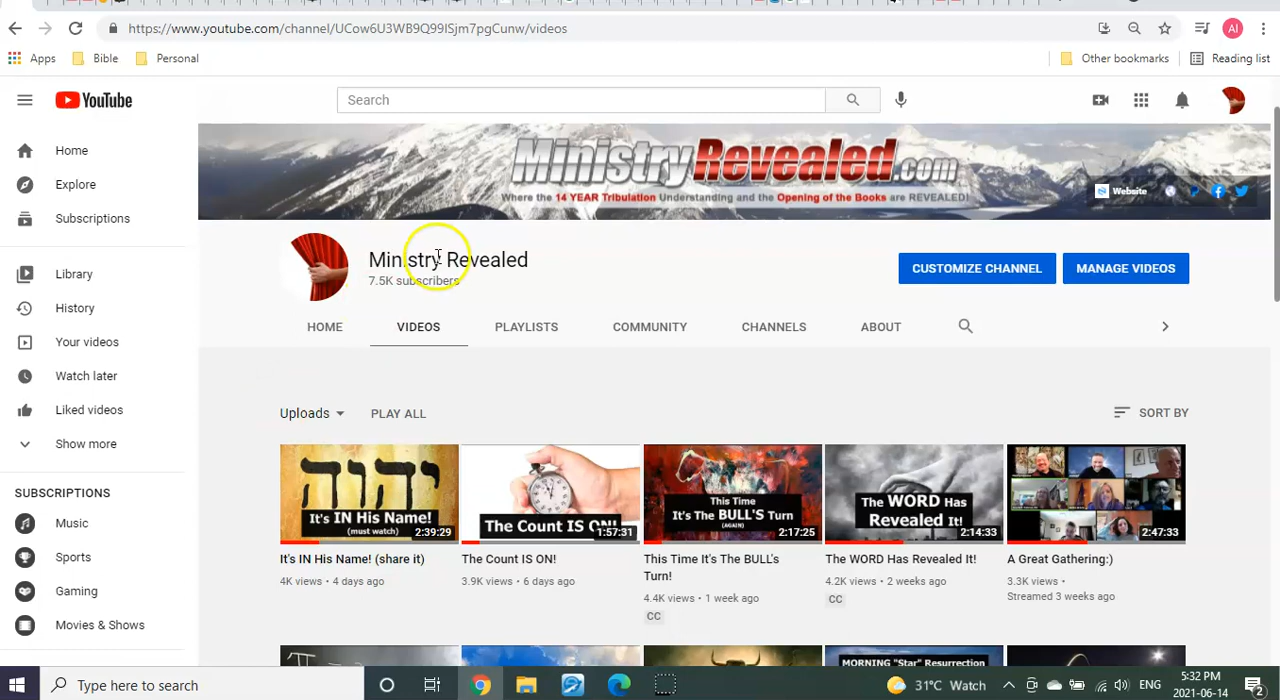 https://www.youtube.com/channel/UCow6U3WB9Q99ISjm7pgCunw/videos
AI
Apps Bible Personal Other bookmarks Reading list
YouTube
Search
Home
Explore
Subscriptions
Library
History
Your videos
Watch later
Liked videos
Show more
SUBSCRIPTIONS
Music
Sports
Gaming
Movies & Shows
MinistryRevealed.com
Where the 14 YEAR Tribulation Understanding and the Opening of the Books are REVEALED!
Website
Ministry Revealed
7.5K subscribers
CUSTOMIZE CHANNEL MANAGE VIDEOS
HOME VIDEOS PLAYLISTS COMMUNITY CHANNELS ABOUT
Uploads PLAY ALL SORT BY
יהוה
It's IN His Name!
(must watch)
2:39:29
It's IN His Name! (share it)
4K views • 4 days ago
The Count IS ON!
1:57:31
The Count IS ON!
3.9K views • 6 days ago
This Time
It's The BULL's Turn
(AGAIN)
2:17:25
This Time It's The BULL's
Turn!
4.4K views • 1 week ago
CC
The WORD Has
Revealed It!
2:14:33
The WORD Has Revealed It!
4.2K views • 2 weeks ago
CC
2:47:33
A Great Gathering:)
3.3K views •
Streamed 3 weeks ago
MORNING "Star" Resurrection
Type here to search
31°C Watch
ENG
5:32 PM
2021-06-14
2